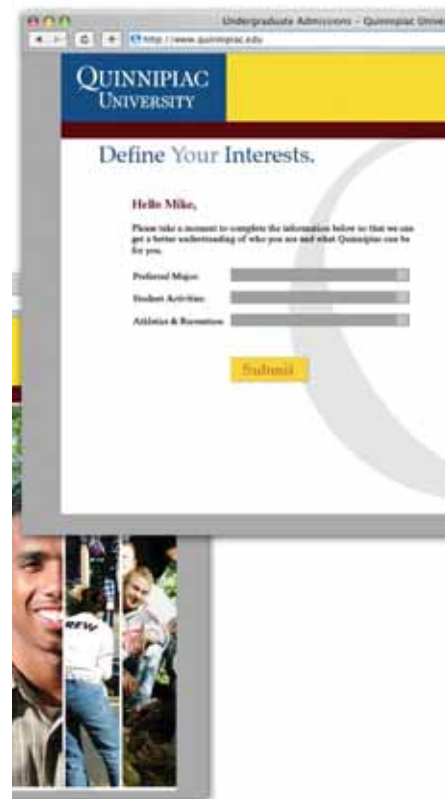 Undergraduate Admissions - Quinnipiac Unive
http://www.quinnipiac.edu
QUINNIPIAC
UNIVERSITY
Define Your Interests.
Hello Mike,
Please take a moment to complete the information below so that we can
get a better understanding of who you are and what Quinnipiac can be
for you.
Preferred Major:
Student Activities:
Athletics & Recreation:
Submit
REW